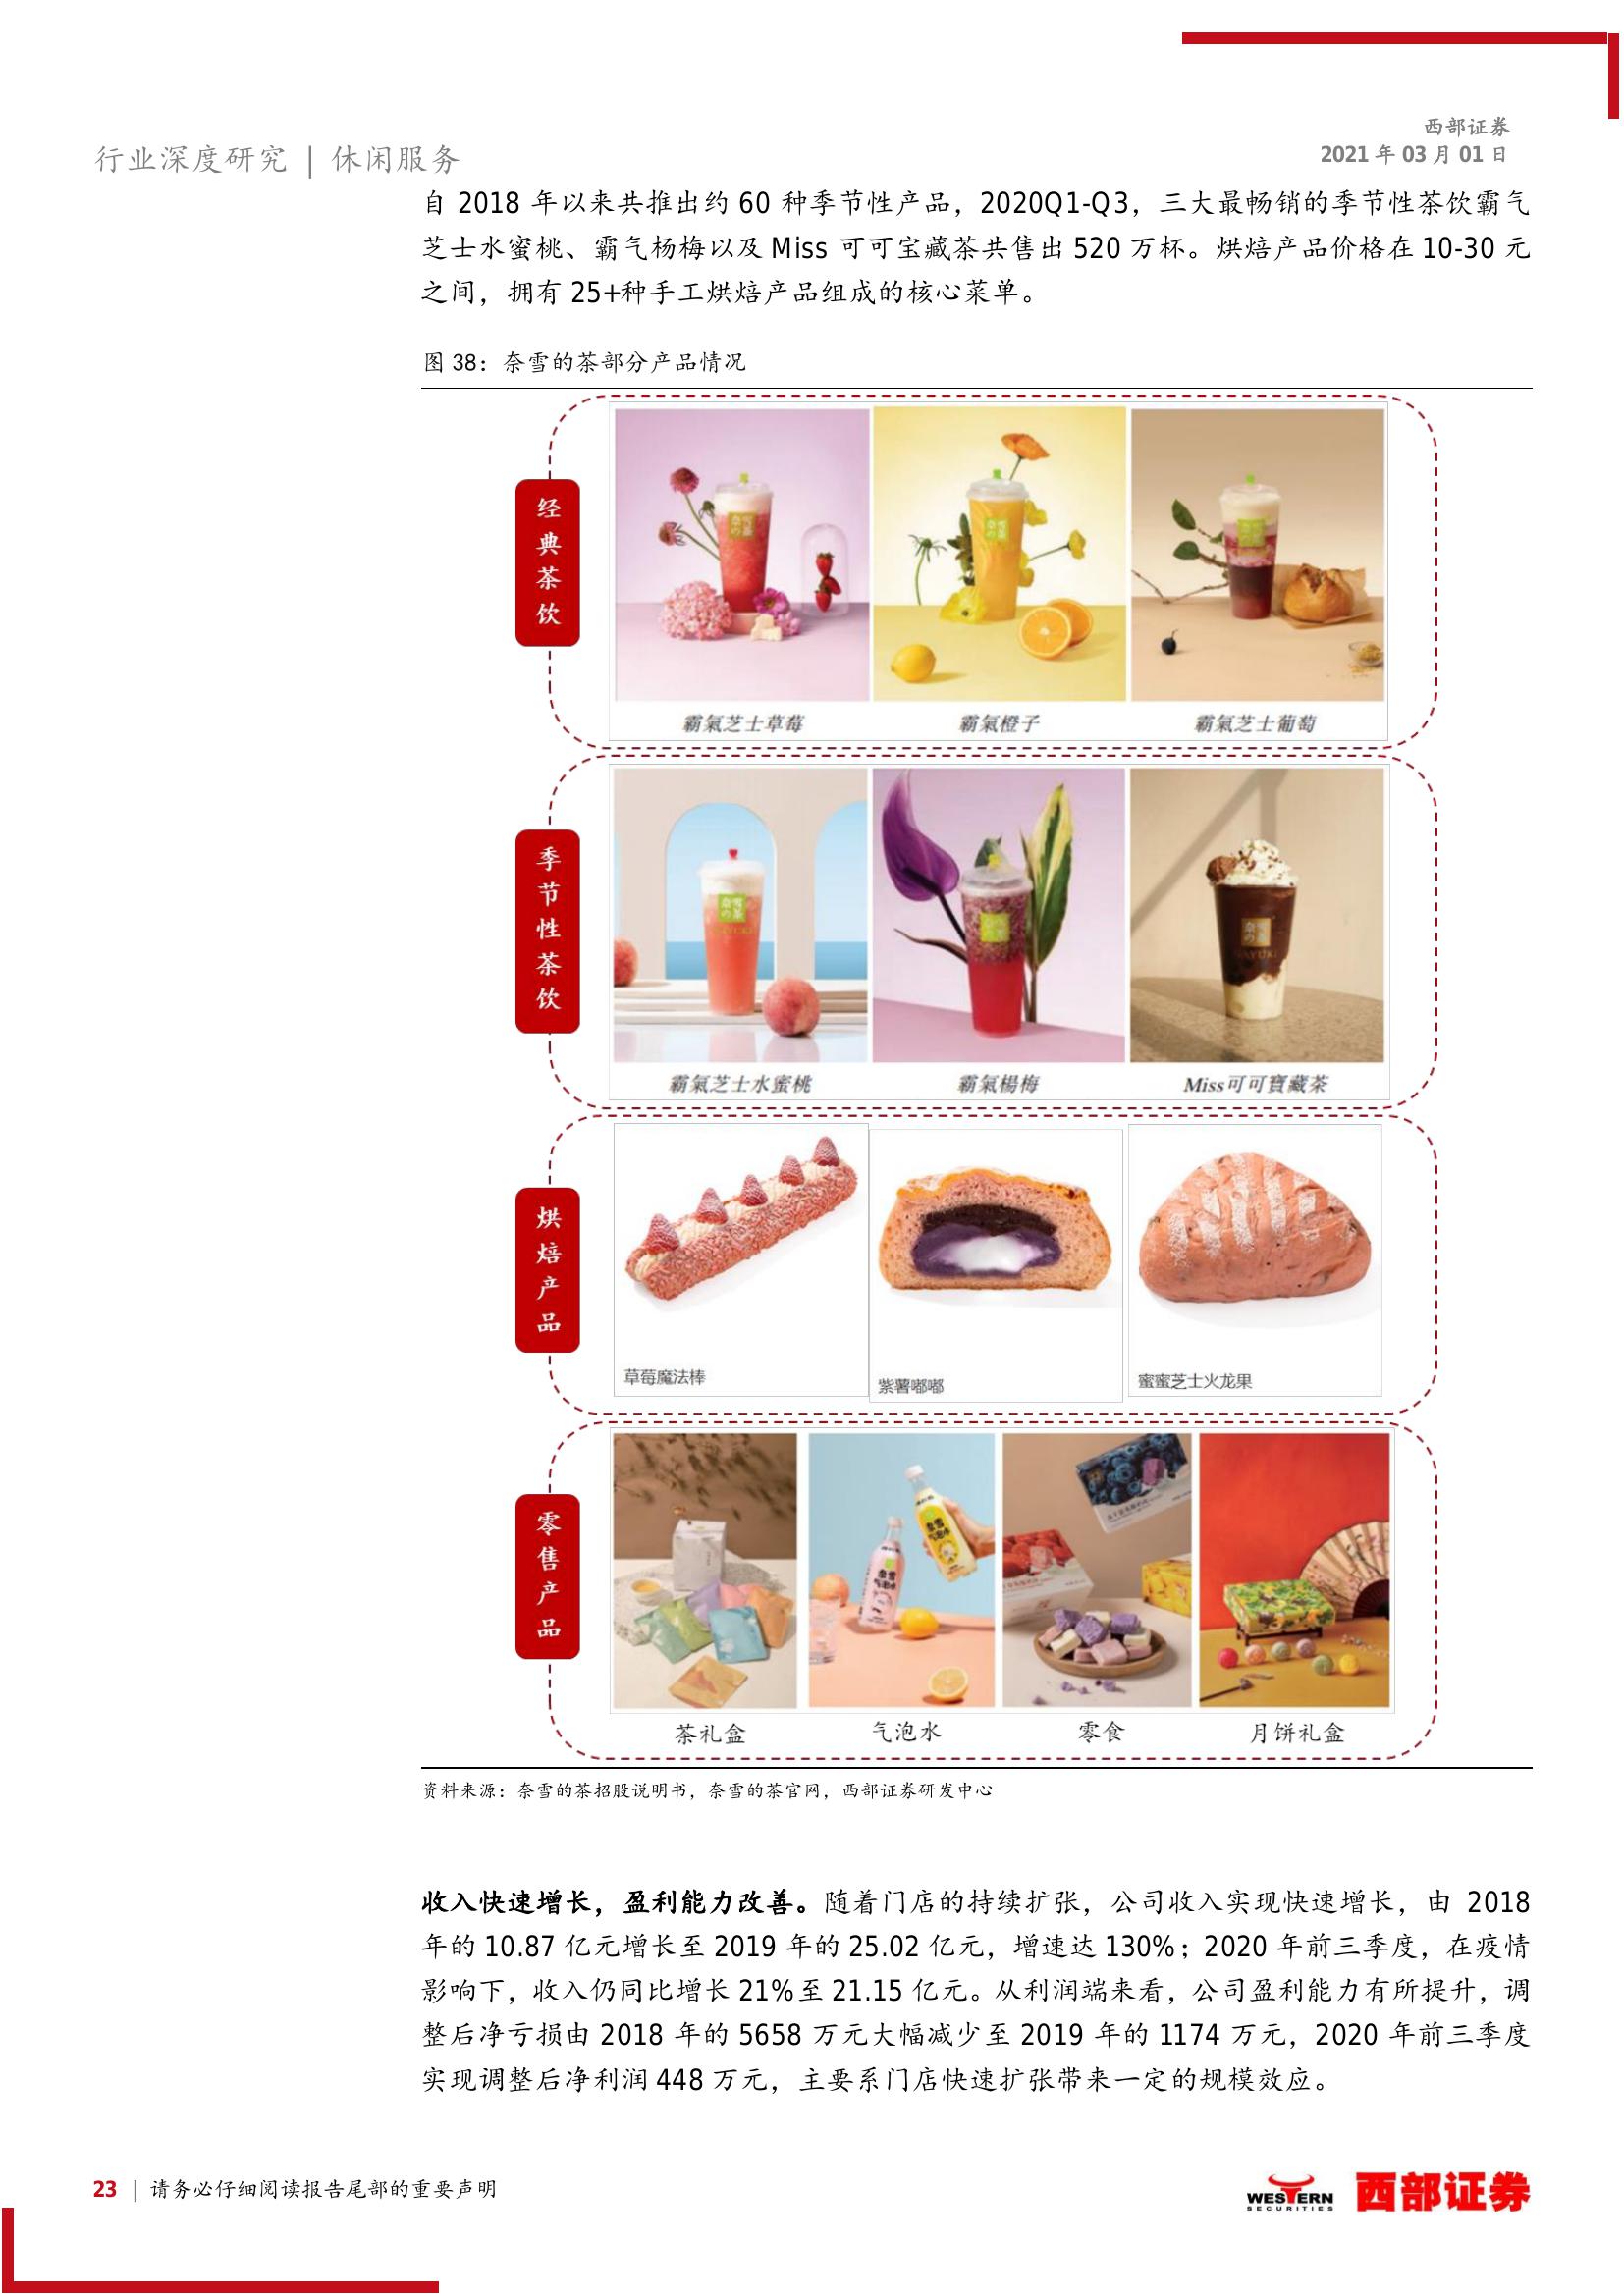 西部证券
行业深度研究 | 休闲服务
2021 年 03 月 01 日
自 2018 年以来共推出约 60 种季节性产品，2020Q1-Q3，三大最畅销的季节性茶饮霸气
芝士水蜜桃、霸气杨梅以及 Miss 可可宝藏茶共售出 520 万杯。烘焙产品价格在 10-30 元
之间，拥有 25+种手工烘焙产品组成的核心菜单。
图 38：奈雪的茶部分产品情况
经典茶饮
奈雪の茶
奈雪の茶
奈雪の茶
霸氣芝士草莓
霸氣橙子
霸氣芝士葡萄
季节性茶饮
奈雪の茶
奈雪の茶
霸氣芝士水蜜桃
霸氣楊梅
Miss可可寶藏茶
烘焙产品
草莓魔法棒
紫薯嘟嘟
蜜蜜芝士火龙果
零售产品
茶礼盒
气泡水
零食
月饼礼盒
资料来源：奈雪的茶招股说明书，奈雪的茶官网，西部证券研发中心
收入快速增长，盈利能力改善。随着门店的持续扩张，公司收入实现快速增长，由 2018
年的 10.87 亿元增长至 2019 年的 25.02 亿元，增速达 130%；2020 年前三季度，在疫情
影响下，收入仍同比增长 21%至 21.15 亿元。从利润端来看，公司盈利能力有所提升，调
整后净亏损由 2018 年的 5658 万元大幅减少至 2019 年的 1174 万元，2020 年前三季度
实现调整后净利润 448 万元，主要系门店快速扩张带来一定的规模效应。
23 | 请务必仔细阅读报告尾部的重要声明
WESTERN
SECURITIES
西部证券